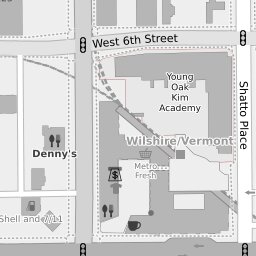 West 6th Street
Young
Oak
Kim
Academy
Shatto Place
Wilshire/Vermont
Denny's
Metro
Fresh
$
Shell and 7/11